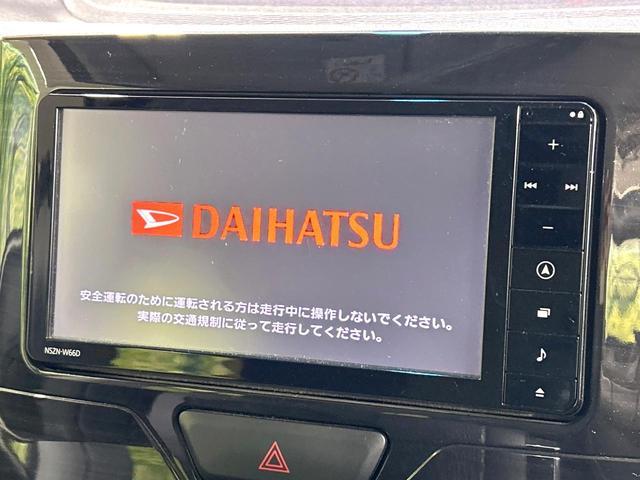 DAIHATSU
安全運転のために運転される方は走行中に操作しないでください。
実際の交通規制に従って走行してください。
NSZN-W66D